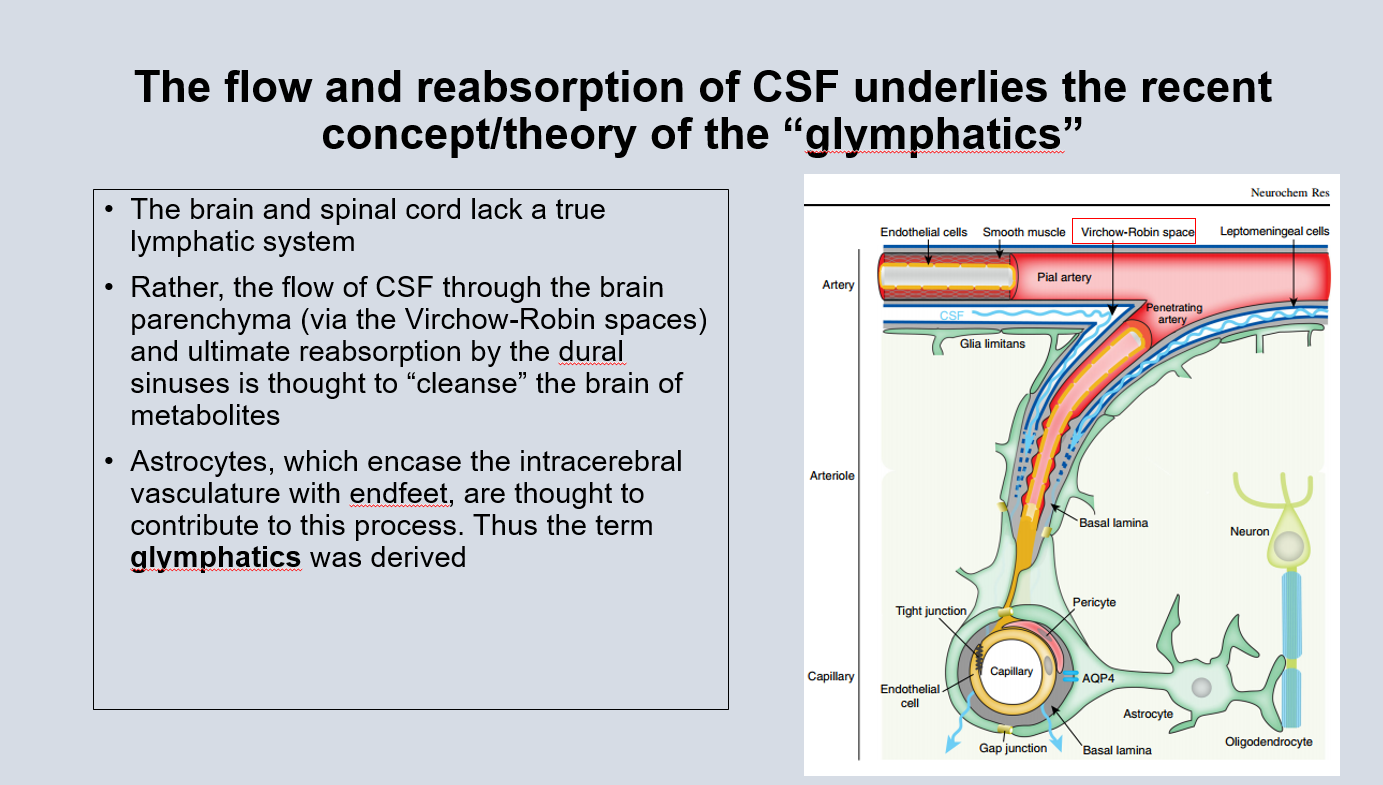 The flow and reabsorption of CSF underlies the recent
concept/theory of the “glymphatics”
• The brain and spinal cord lack a true
lymphatic system
• Rather, the flow of CSF through the brain
parenchyma (via the Virchow-Robin spaces)
and ultimate reabsorption by the dural
sinuses is thought to “cleanse” the brain of
metabolites
• Astrocytes, which encase the intracerebral
vasculature with endfeet, are thought to
contribute to this process. Thus the term
glymphatics was derived
Neurochem Res
Endothelial cells
Smooth muscle
Virchow-Robin space
Leptomeningeal cells
Artery
Pial artery
CSF
Penetrating
artery
Glia limitans
Arteriole
Basal lamina
Neuron
Tight junction
Pericyte
Capillary
Capillary
AQP4
Endothelial
cell
Astrocyte
Gap junction
Basal lamina
Oligodendrocyte